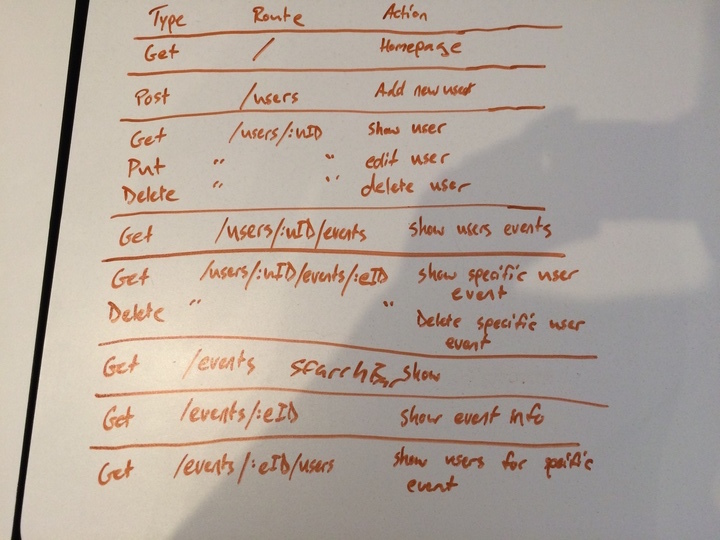 Type Route Action
Get / Homepage
Post /users Add new user
Get /users/:uID show user
Put " " edit user
Delete " " delete user
Get /users/:uID/events show users events
Get /users/:uID/events/:eID show specific user
event
Delete " " Delete specific user
event
Get /events searchBar show
Get /events/:eID show event info
Get /events/:eID/users show users for psific
event